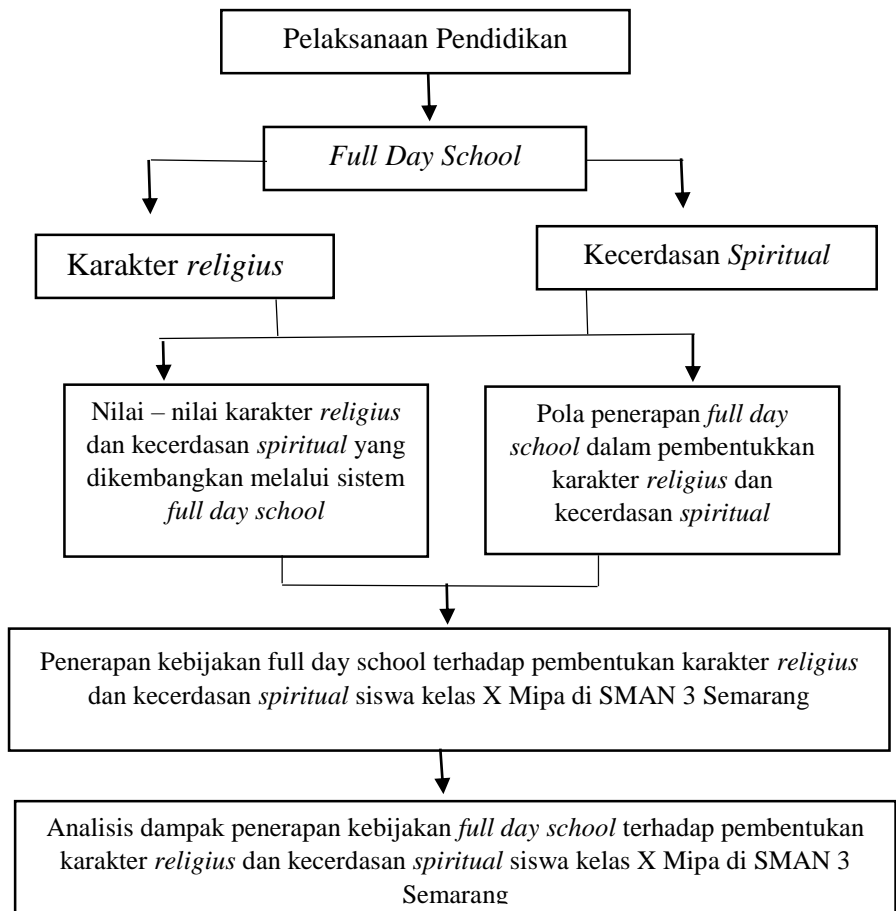 Pelaksanaan Pendidikan
Full Day School
Karakter religius
Kecerdasan Spiritual
Nilai – nilai karakter religius
dan kecerdasan spiritual yang
dikembangkan melalui sistem
full day school
Pola penerapan full day
school dalam pembentukkan
karakter religius dan
kecerdasan spiritual
Penerapan kebijakan full day school terhadap pembentukan karakter religius
dan kecerdasan spiritual siswa kelas X Mipa di SMAN 3 Semarang
Analisis dampak penerapan kebijakan full day school terhadap pembentukan
karakter religius dan kecerdasan spiritual siswa kelas X Mipa di SMAN 3
Semarang